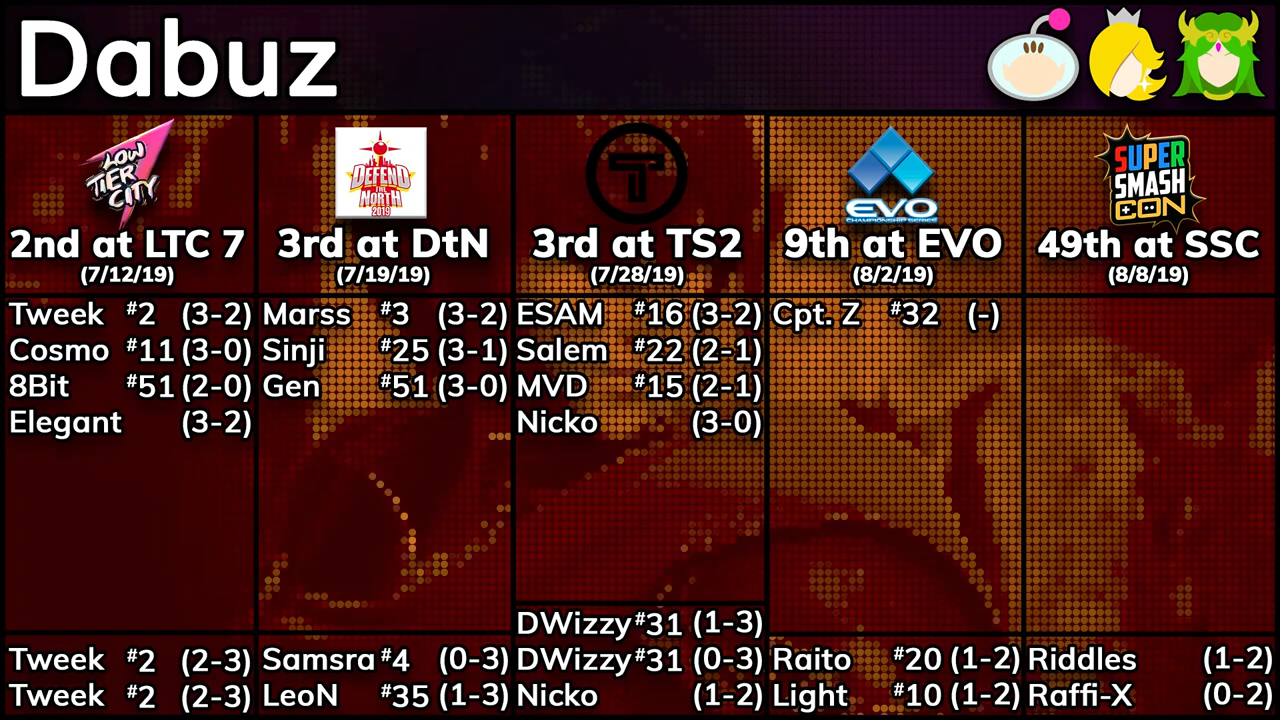 Dabuz
LOW TIER CITY
DEFEND THE NORTH 2019
T
EVO CHAMPIONSHIP SERIES
SUPER SMASH CON
2nd at LTC 7
(7/12/19)
3rd at DtN
(7/19/19)
3rd at TS2
(7/28/19)
9th at EVO
(8/2/19)
49th at SSC
(8/8/19)
Tweek #2 (3-2)
Cosmo #11 (3-0)
8Bit #51 (2-0)
Elegant (3-2)
Tweek #2 (2-3)
Tweek #2 (2-3)
Marss #3 (3-2)
Sinji #25 (3-1)
Gen #51 (3-0)
Samsra #4 (0-3)
LeoN #35 (1-3)
ESAM #16 (3-2)
Salem #22 (2-1)
MVD #15 (2-1)
Nicko (3-0)
DWizzy #31 (1-3)
DWizzy #31 (0-3)
Nicko (1-2)
Cpt. Z #32 (-)
Raito #20 (1-2)
Light #10 (1-2)
Riddles (1-2)
Raffi-X (0-2)